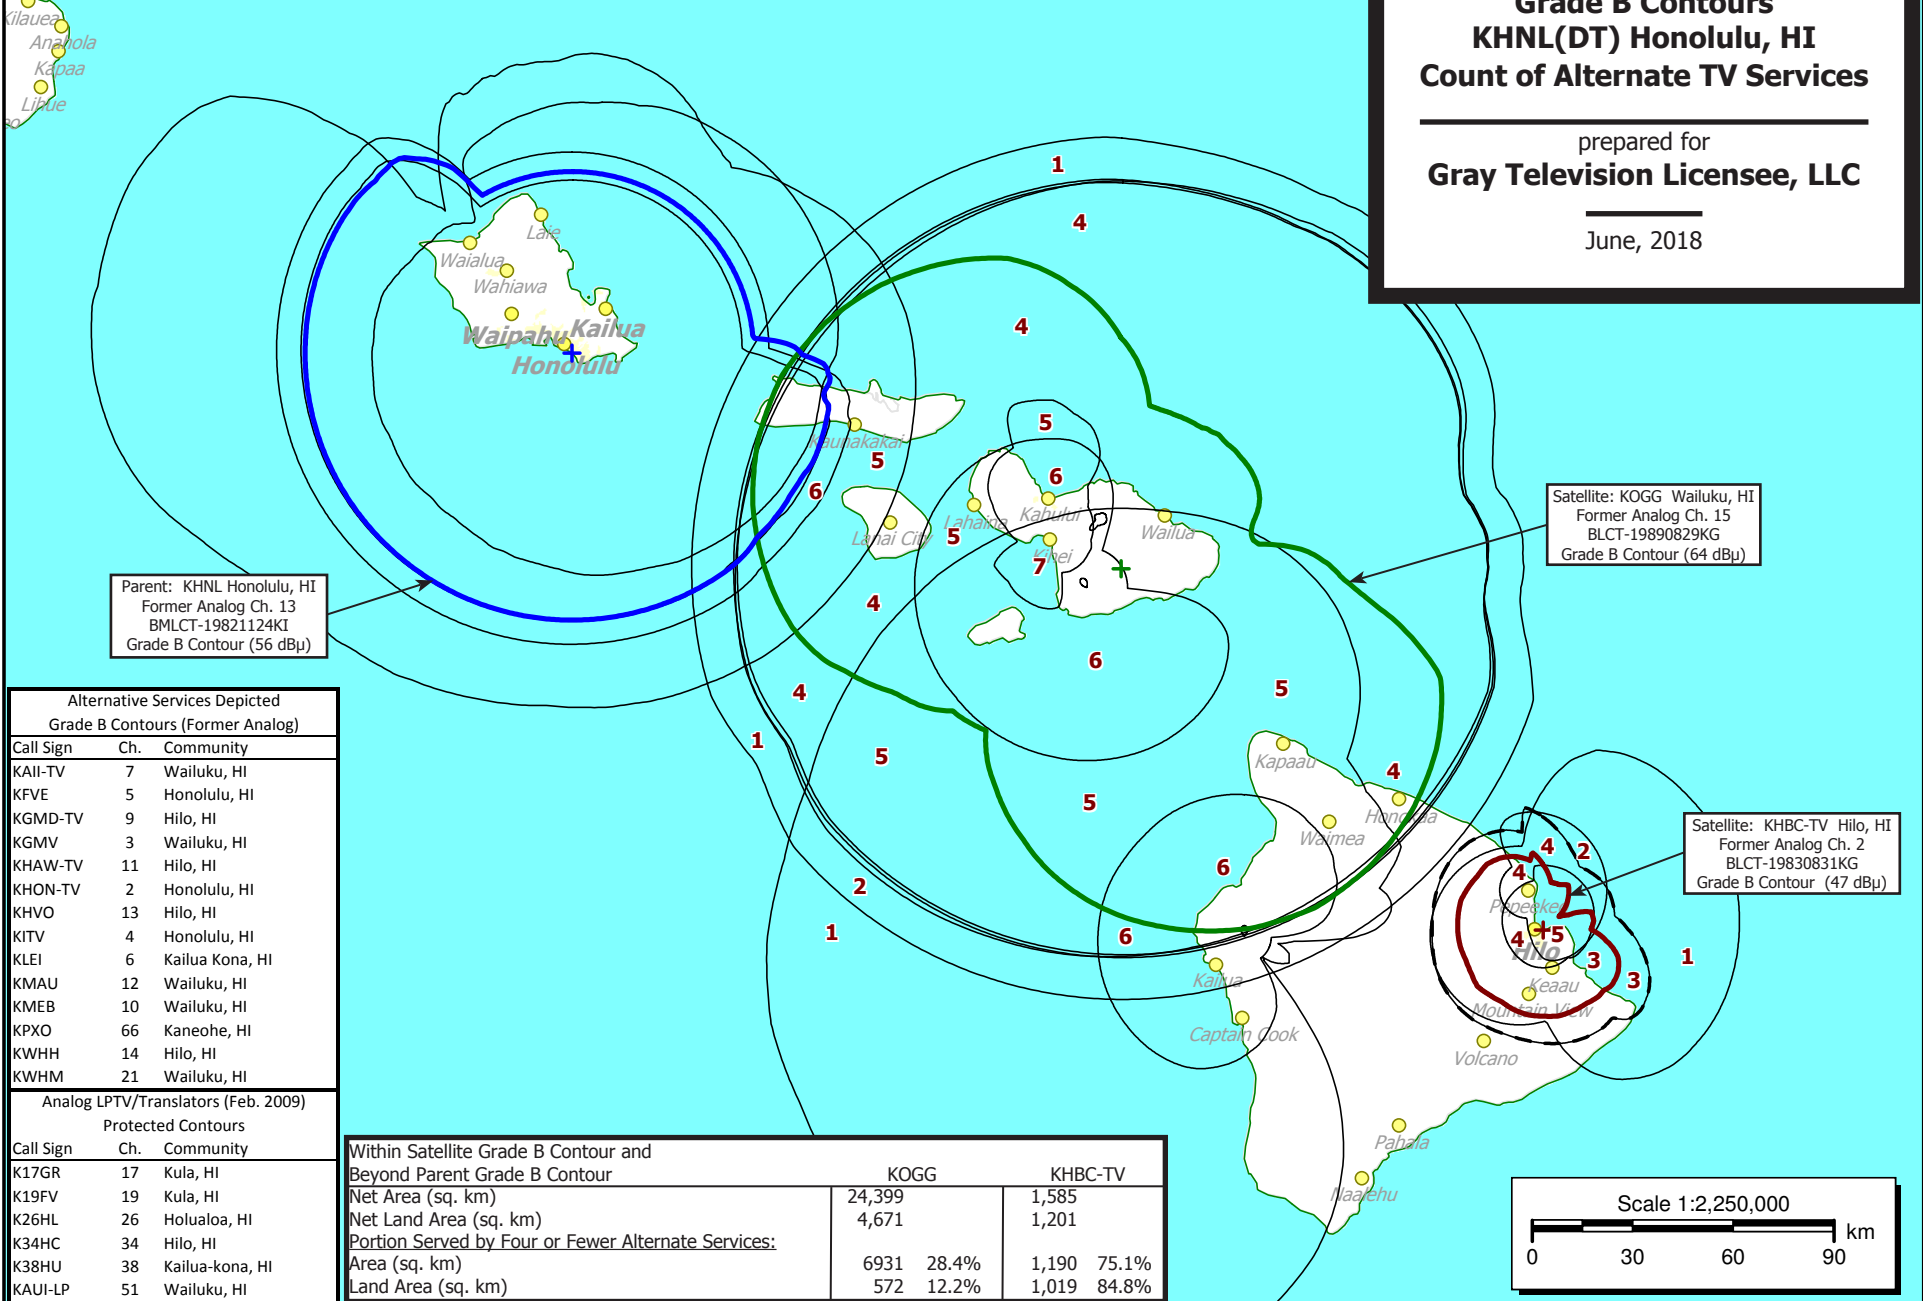 Grade B Contours
KHNL(DT) Honolulu, HI
Count of Alternate TV Services
prepared for
Gray Television Licensee, LLC
June, 2018
Kilauea
Anahola
Kapaa
Lihue
1
4
Laie
Waialua
Wahiawa
Waipahu
Kailua
Honolulu
4
Kaunakakai
5
5
6
6
Lanai City
Lahaina
Kahului
Wailua
5
Kihei
7
Satellite: KOGG Wailuku, HI
Former Analog Ch. 15
BLCT-19890829KG
Grade B Contour (64 dBµ)
Parent: KHNL Honolulu, HI
Former Analog Ch. 13
BMLCT-19821124KI
Grade B Contour (56 dBµ)
4
6
4
5
1
5
Kapaau
4
5
Honokaa
Waimea
6
2
1
6
Kailua
Captain Cook
Satellite: KHBC-TV Hilo, HI
Former Analog Ch. 2
BLCT-19830831KG
Grade B Contour (47 dBµ)
4
2
4
Pepeekeo
4
5
Hilo
3
3
1
Keaau
Mountain View
Volcano
Pahala
Naalehu
Alternative Services Depicted
Grade B Contours (Former Analog)
Call Sign Ch. Community
KAII-TV 7 Wailuku, HI
KFVE 5 Honolulu, HI
KGMD-TV 9 Hilo, HI
KGMV 3 Wailuku, HI
KHAW-TV 11 Hilo, HI
KHON-TV 2 Honolulu, HI
KHVO 13 Hilo, HI
KITV 4 Honolulu, HI
KLEI 6 Kailua Kona, HI
KMAU 12 Wailuku, HI
KMEB 10 Wailuku, HI
KPXO 66 Kaneohe, HI
KWHH 14 Hilo, HI
KWHM 21 Wailuku, HI
Analog LPTV/Translators (Feb. 2009)
Protected Contours
Call Sign Ch. Community
K17GR 17 Kula, HI
K19FV 19 Kula, HI
K26HL 26 Holualoa, HI
K34HC 34 Hilo, HI
K38HU 38 Kailua-kona, HI
KAUI-LP 51 Wailuku, HI
Within Satellite Grade B Contour and
Beyond Parent Grade B Contour KOGG KHBC-TV
Net Area (sq. km) 24,399 1,585
Net Land Area (sq. km) 4,671 1,201
Portion Served by Four or Fewer Alternate Services:
Area (sq. km) 6931 28.4% 1,190 75.1%
Land Area (sq. km) 572 12.2% 1,019 84.8%
Scale 1:2,250,000
km
0 30 60 90